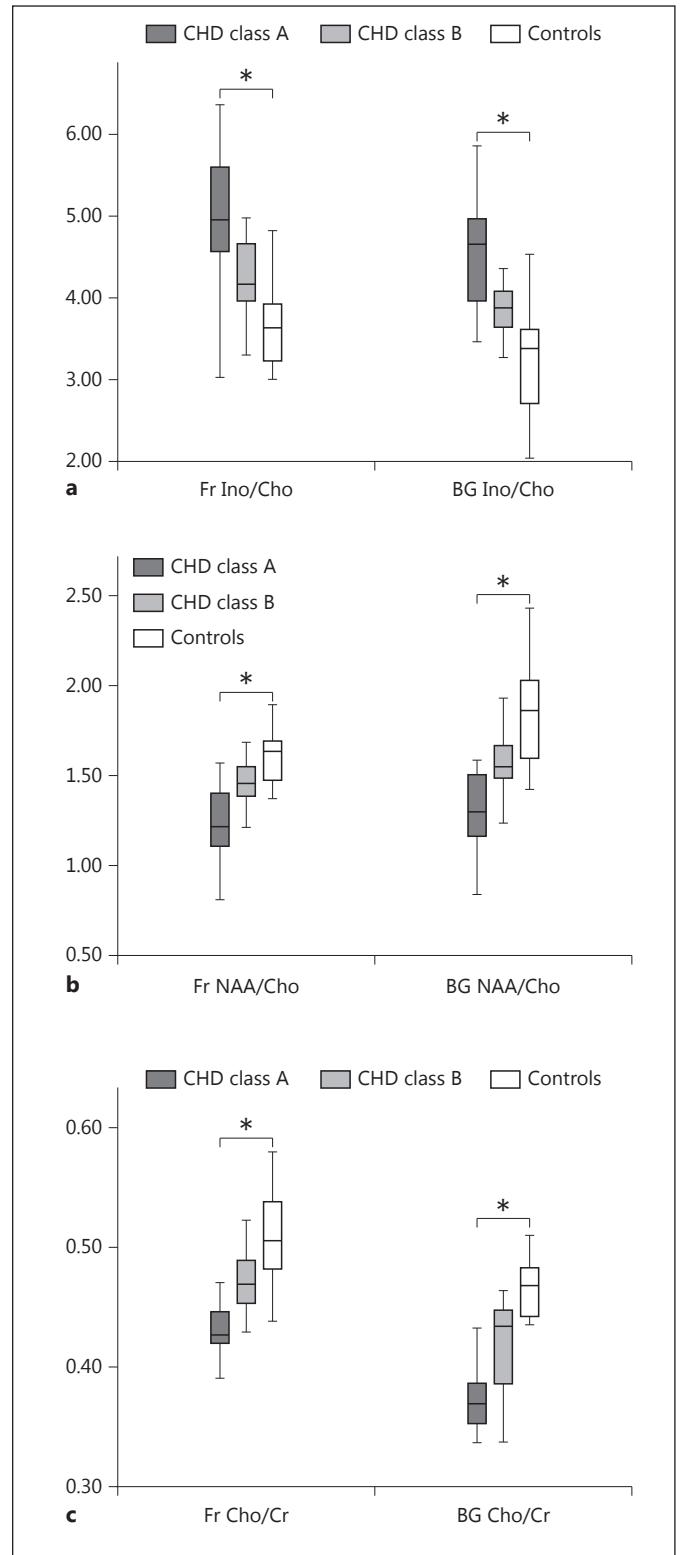 CHD class A CHD class B Controls
*
*
6.00
5.00
4.00
3.00
2.00
a Fr Ino/Cho BG Ino/Cho
CHD class A
CHD class B
Controls
*
*
2.50
2.00
1.50
1.00
0.50
b Fr NAA/Cho BG NAA/Cho
CHD class A CHD class B Controls
*
*
0.60
0.50
0.40
0.30
c Fr Cho/Cr BG Cho/Cr